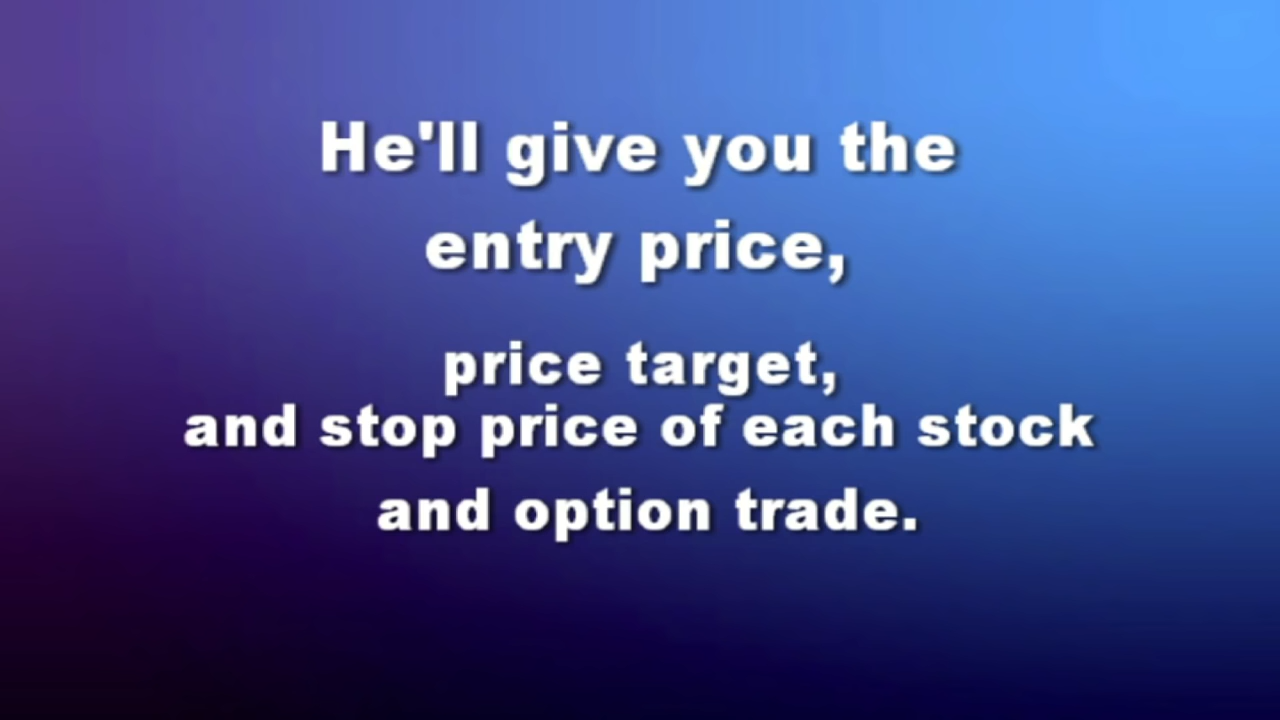 He'll give you the
entry price,
price target,
and stop price of each stock
and option trade.